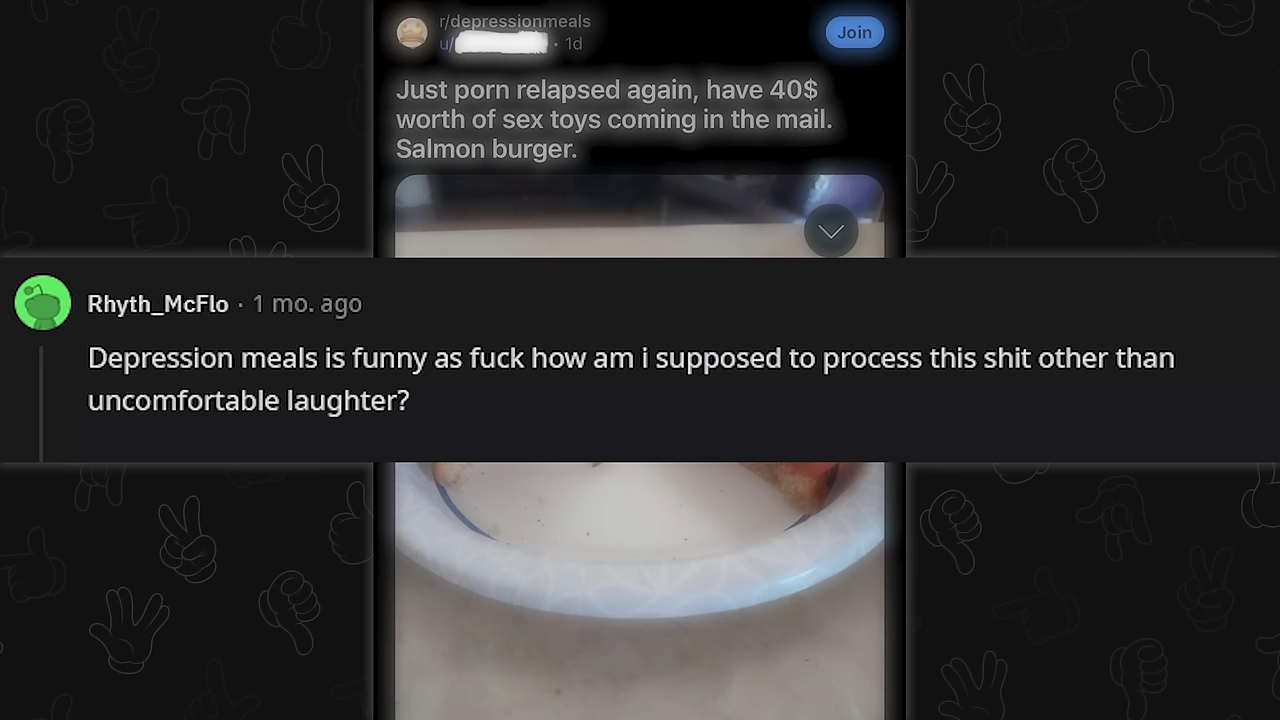 r/depressionmeals
u/ · 1d
Join
Just porn relapsed again, have 40$
worth of sex toys coming in the mail.
Salmon burger.
Rhyth_McFlo · 1 mo. ago
Depression meals is funny as fuck how am i supposed to process this shit other than
uncomfortable laughter?